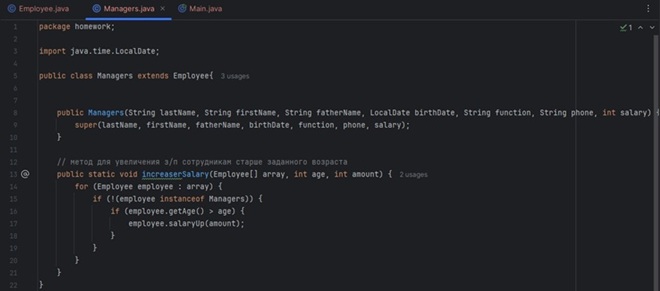 Employee.java Managers.java Main.java
1 package homework;
2
3 import java.time.LocalDate;
4
5 public class Managers extends Employee{ 3 usages
6
7
8 public Managers(String lastName, String firstName, String fatherName, LocalDate birthDate, String function, String phone, int salary) {
9 super(lastName, firstName, fatherName, birthDate, function, phone, salary);
10 }
11
12 // метод для увеличения з/п сотрудникам старше заданного возраста
13 public static void increaserSalary(Employee[] array, int age, int amount) { 2 usages
14 for (Employee employee : array) {
15 if (!(employee instanceof Managers)) {
16 if (employee.getAge() > age) {
17 employee.salaryUp(amount);
18 }
19 }
20 }
21 }
22 }
1